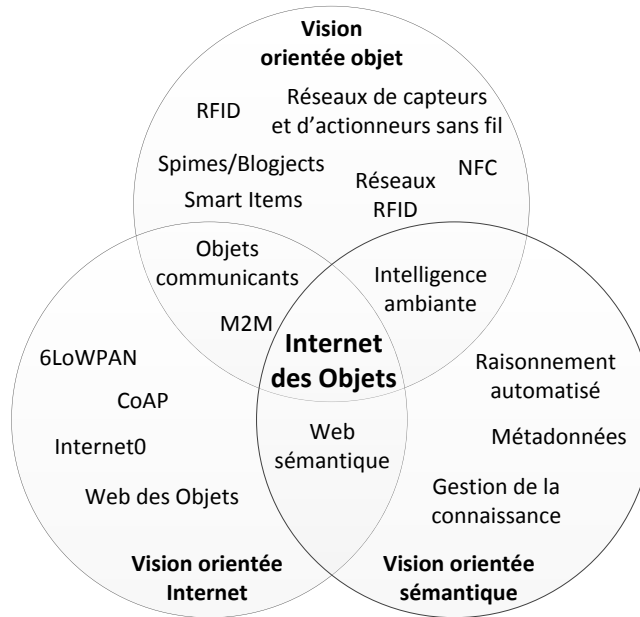 Vision
orientée objet
RFID
Réseaux de capteurs
et d'actionneurs sans fil
Spimes/Blogjects
Smart Items
Réseaux
RFID
NFC
Objets
communicants
M2M
Intelligence
ambiante
Internet
des Objets
6LoWPAN
CoAP
Internet0
Web des Objets
Web
sémantique
Raisonnement
automatisé
Métadonnées
Gestion de la
connaissance
Vision orientée
Internet
Vision orientée
sémantique